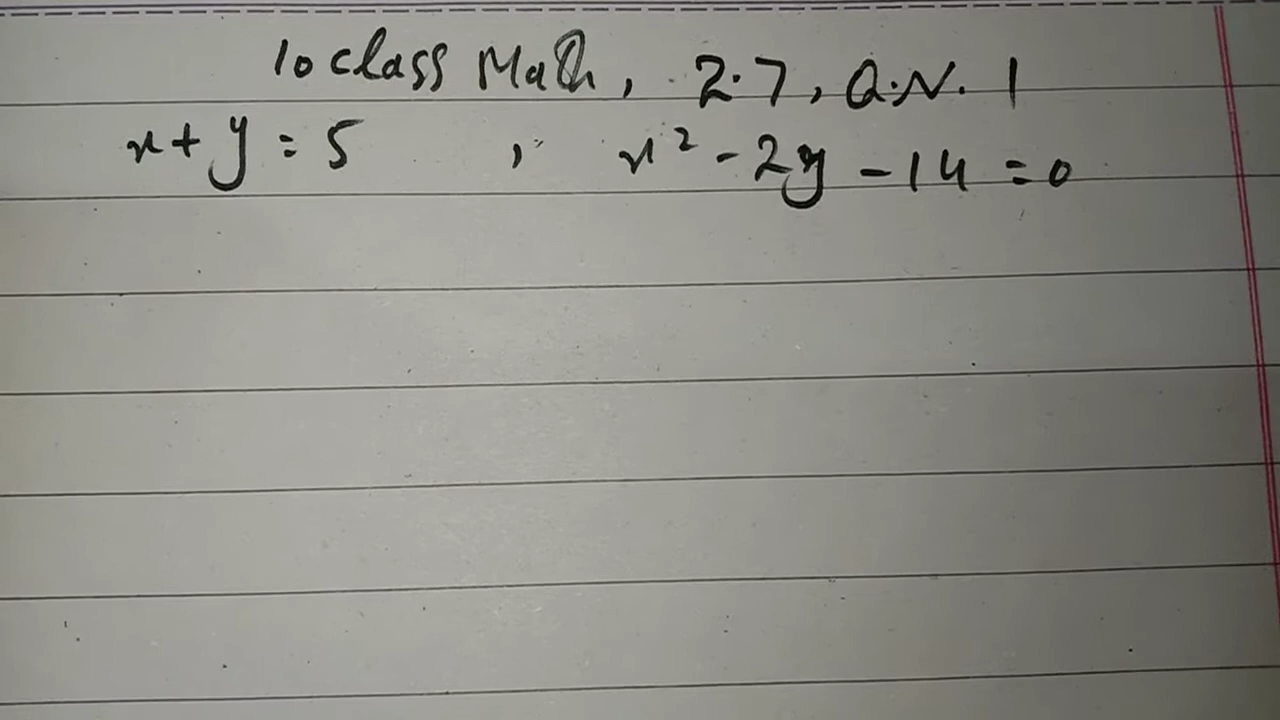 10 class Math, 2.7, Q.N. 1
x + y = 5 , x² - 2y - 14 = 0